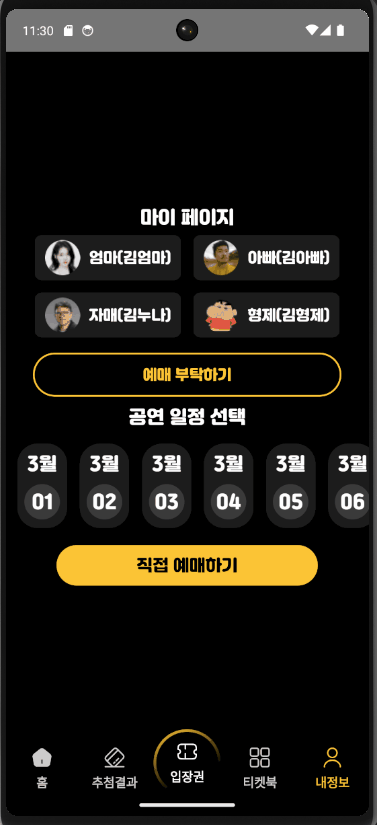 11:30
마이 페이지
엄마(김엄마) 아빠(김아빠)
자매(김누나) 형제(김형제)
예매 부탁하기
공연 일정 선택
3월 3월 3월 3월 3월 3월
01 02 03 04 05 06
직접 예매하기
홈 추첨결과 입장권 티켓북 내정보